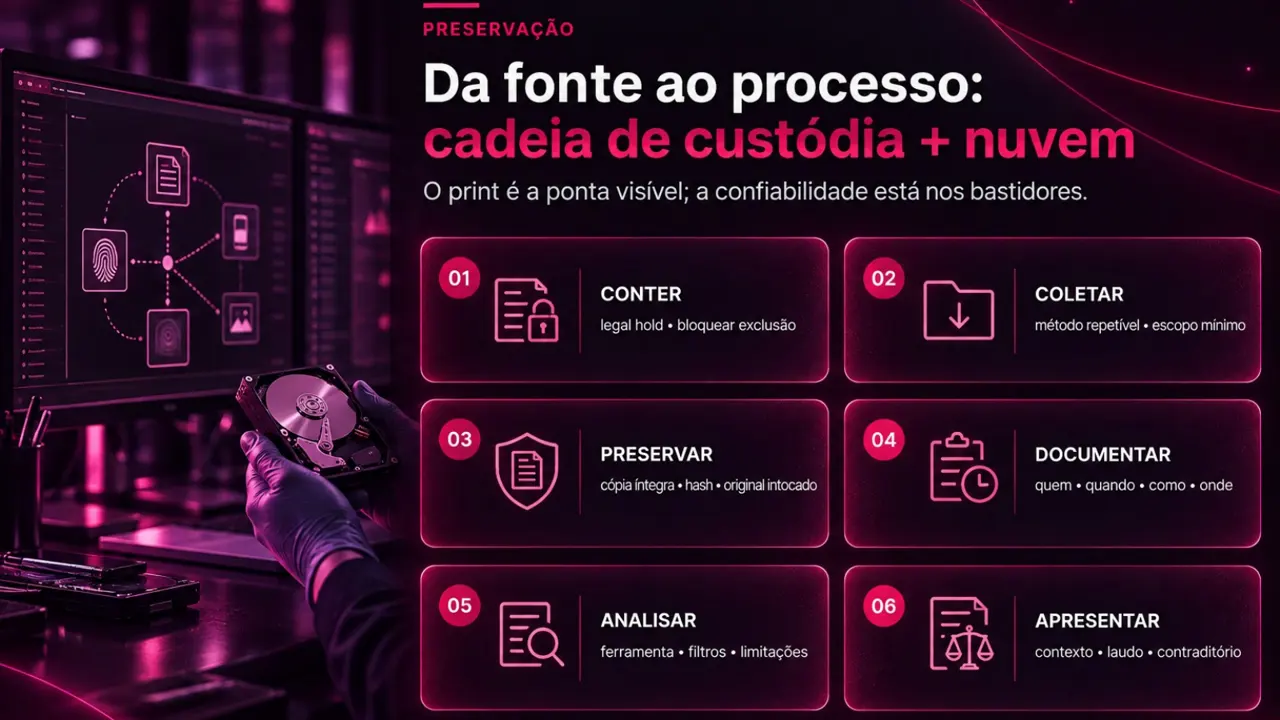 PRESERVAÇÃO
Da fonte ao processo:
cadeia de custódia + nuvem
O print é a ponta visível; a confiabilidade está nos bastidores.
01
CONTER
legal hold • bloquear exclusão
02
COLETAR
método repetível • escopo mínimo
03
PRESERVAR
cópia íntegra • hash • original intocado
04
DOCUMENTAR
quem • quando • como • onde
05
ANALISAR
ferramenta • filtros • limitações
06
APRESENTAR
contexto • laudo • contraditório